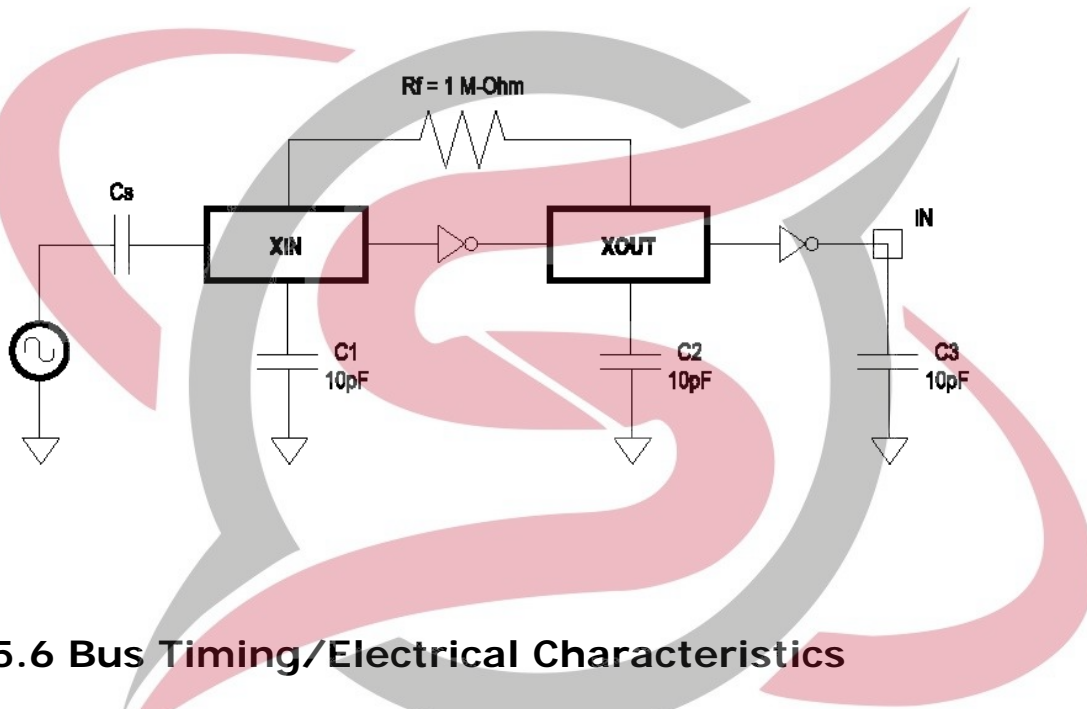 Rf = 1 M-Ohm
Cs
XIN
XOUT
IN
C1
10pF
C2
10pF
C3
10pF
5.6 Bus Timing/Electrical Characteristics